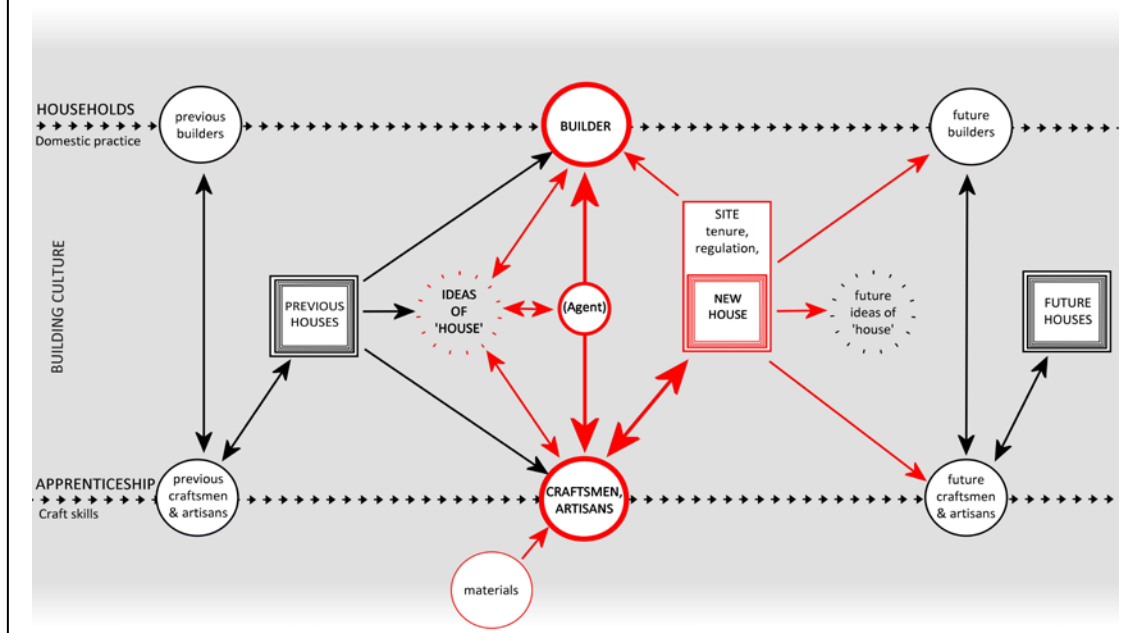 HOUSEHOLDS
Domestic practice
previous
builders
BUILDER
future
builders
BUILDING CULTURE
PREVIOUS
HOUSES
IDEAS
OF
'HOUSE'
(Agent)
SITE
tenure,
regulation,
NEW
HOUSE
future
ideas of
'house'
FUTURE
HOUSES
APPRENTICESHIP
Craft skills
previous
craftsmen
& artisans
CRAFTSMEN,
ARTISANS
future
craftsmen
& artisans
materials